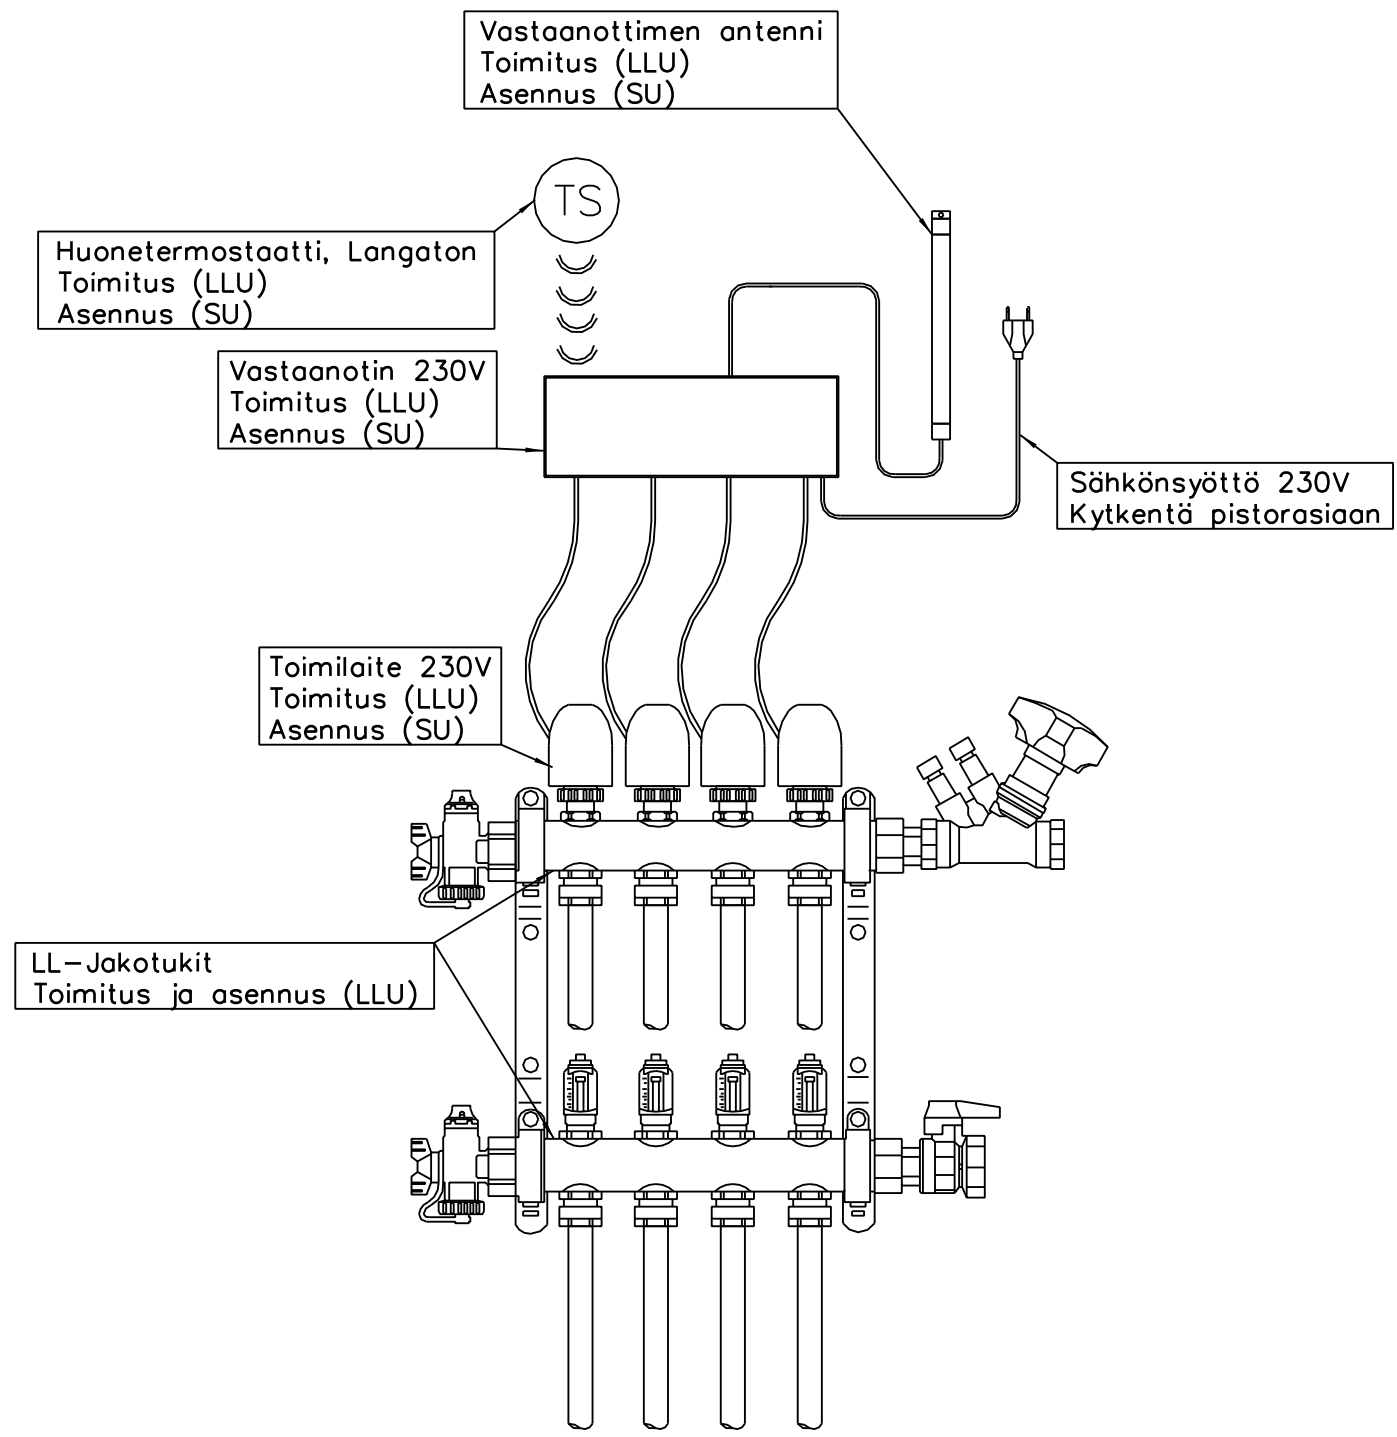 Vastaanottimen antenni
Toimitus (LLU)
Asennus (SU)
TS
Huonetermostaatti, Langaton
Toimitus (LLU)
Asennus (SU)
Vastaanotin 230V
Toimitus (LLU)
Asennus (SU)
Sähkönsyöttö 230V
Kytkentä pistorasiaan
Toimilaite 230V
Toimitus (LLU)
Asennus (SU)
LL-Jakotukit
Toimitus ja asennus (LLU)